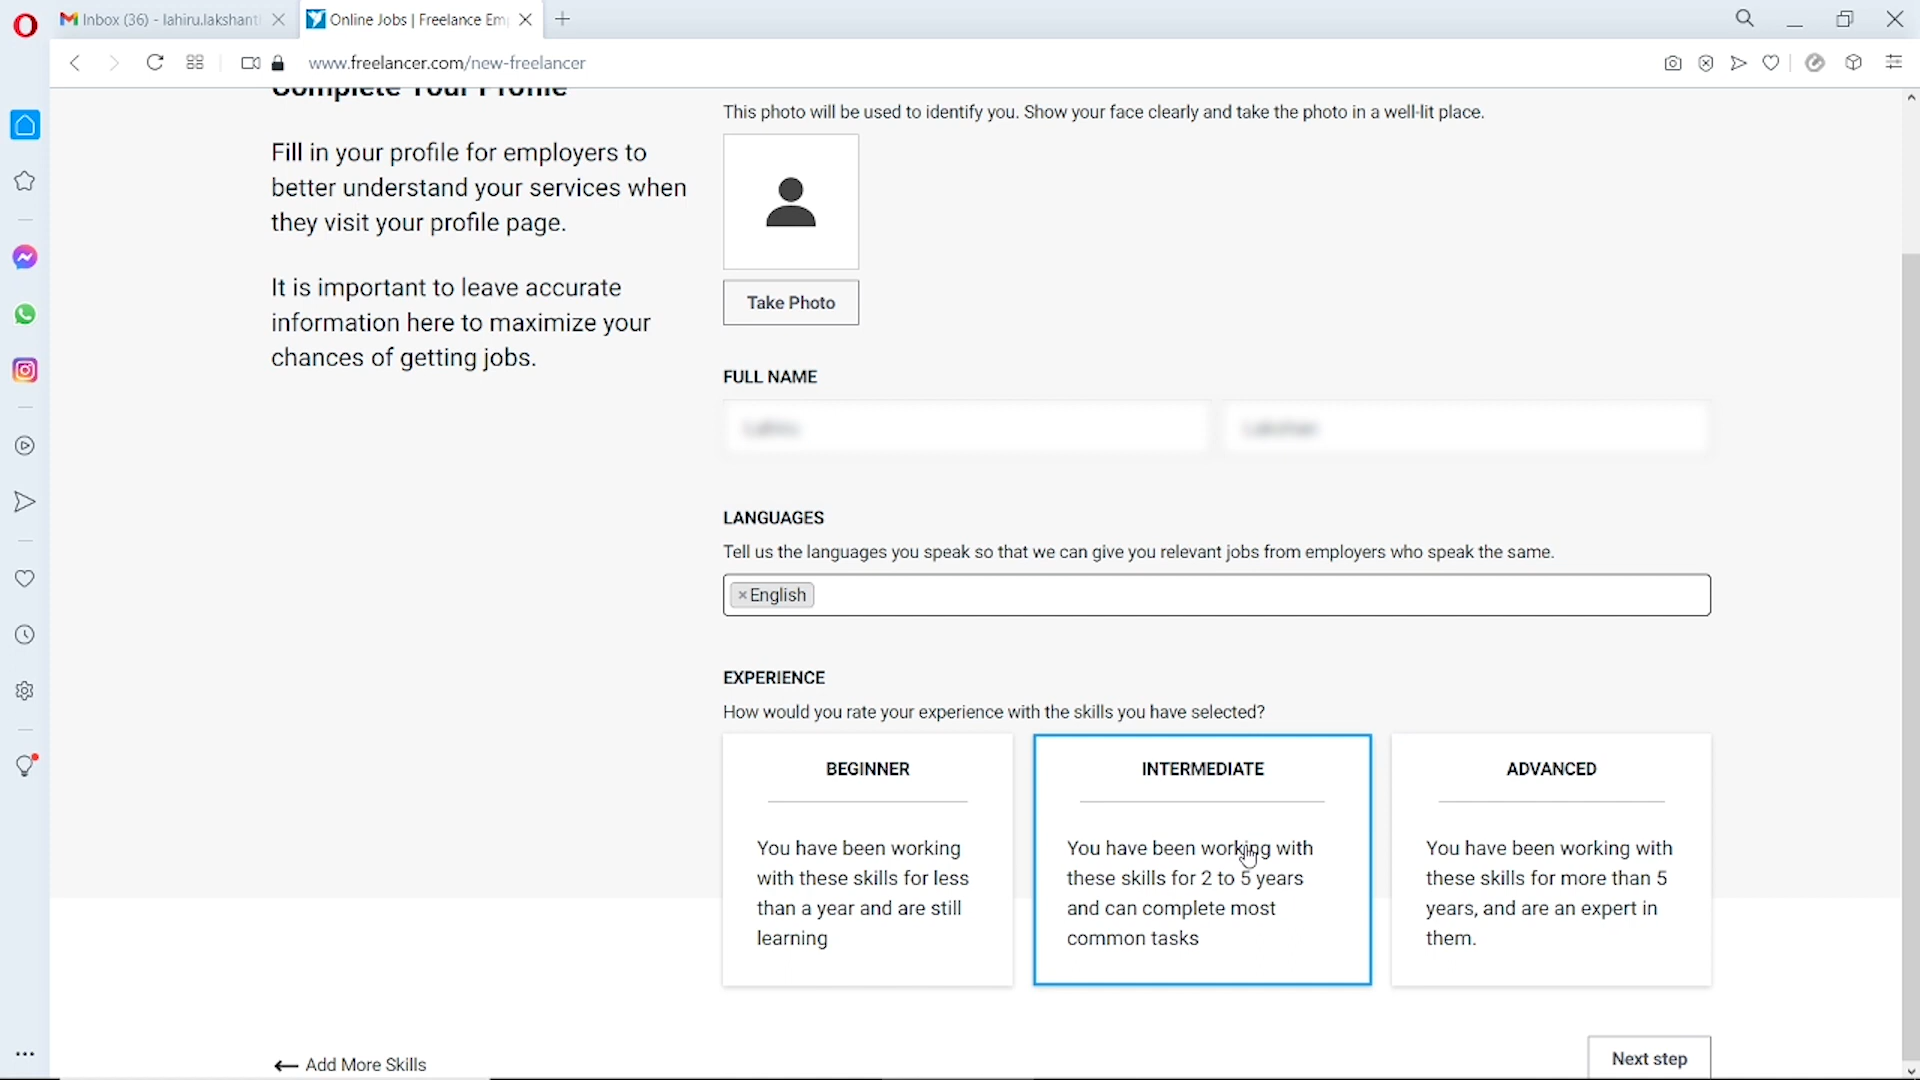 Inbox (36) - lahiru.lakshant
Online Jobs | Freelance Em
www.freelancer.com/new-freelancer
Complete Your Profile
Fill in your profile for employers to
better understand your services when
they visit your profile page.
It is important to leave accurate
information here to maximize your
chances of getting jobs.
This photo will be used to identify you. Show your face clearly and take the photo in a well-lit place.
Take Photo
FULL NAME
LANGUAGES
Tell us the languages you speak so that we can give you relevant jobs from employers who speak the same.
×English
EXPERIENCE
How would you rate your experience with the skills you have selected?
BEGINNER
You have been working
with these skills for less
than a year and are still
learning
INTERMEDIATE
You have been working with
these skills for 2 to 5 years
and can complete most
common tasks
ADVANCED
You have been working with
these skills for more than 5
years, and are an expert in
them.
← Add More Skills
Next step